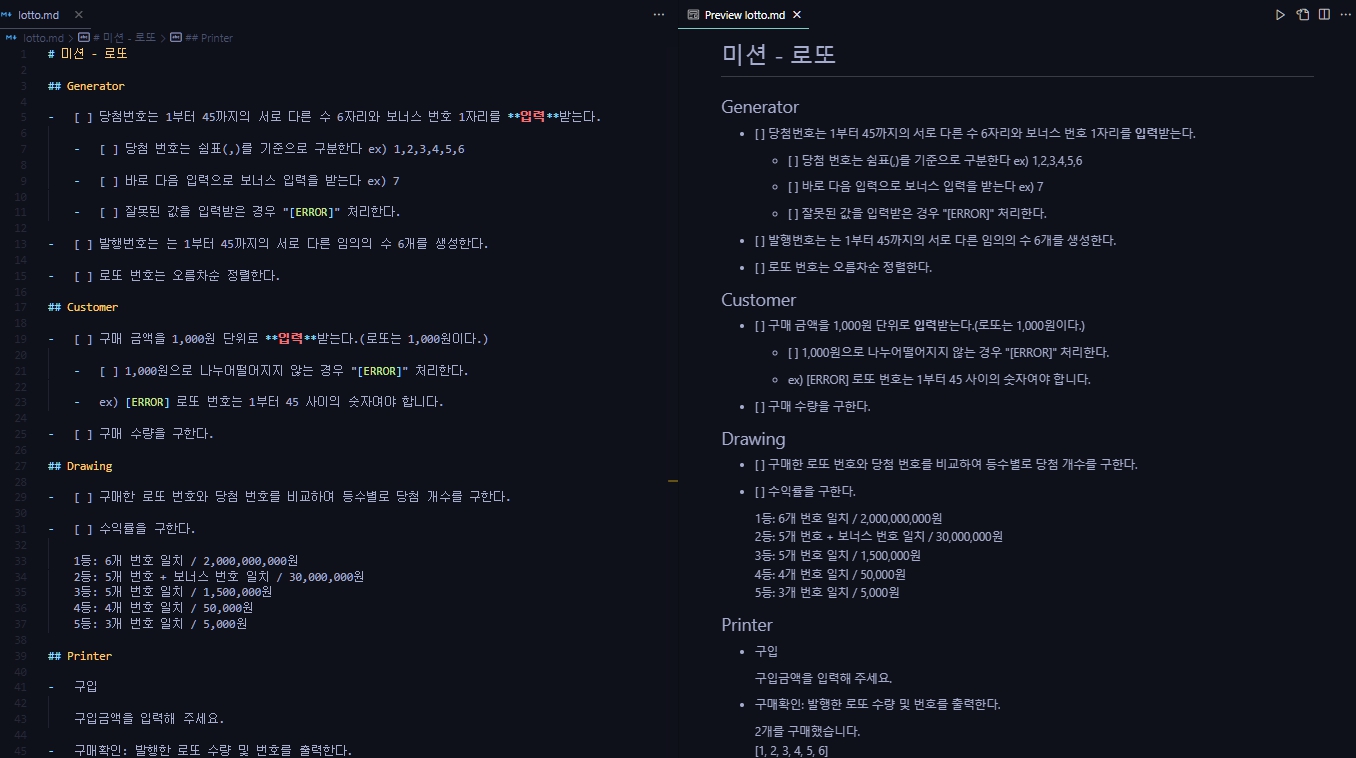 lotto.md
lotto.md > # 미션 - 로또 > ## Printer
1 # 미션 - 로또
2
3 ## Generator
4
5 - [ ] 당첨번호는 1부터 45까지의 서로 다른 수 6자리와 보너스 번호 1자리를 **입력**받는다.
6
7 - [ ] 당첨 번호는 쉼표(,)를 기준으로 구분한다 ex) 1,2,3,4,5,6
8
9 - [ ] 바로 다음 입력으로 보너스 입력을 받는다 ex) 7
10
11 - [ ] 잘못된 값을 입력받은 경우 "[ERROR]" 처리한다.
12
13 - [ ] 발행번호는 는 1부터 45까지의 서로 다른 임의의 수 6개를 생성한다.
14
15 - [ ] 로또 번호는 오름차순 정렬한다.
16
17 ## Customer
18
19 - [ ] 구매 금액을 1,000원 단위로 **입력**받는다.(로또는 1,000원이다.)
20
21 - [ ] 1,000원으로 나누어떨어지지 않는 경우 "[ERROR]" 처리한다.
22
23 - ex) [ERROR] 로또 번호는 1부터 45 사이의 숫자여야 합니다.
24
25 - [ ] 구매 수량을 구한다.
26
27 ## Drawing
28
29 - [ ] 구매한 로또 번호와 당첨 번호를 비교하여 등수별로 당첨 개수를 구한다.
30
31 - [ ] 수익률을 구한다.
32
33 1등: 6개 번호 일치 / 2,000,000,000원
34 2등: 5개 번호 + 보너스 번호 일치 / 30,000,000원
35 3등: 5개 번호 일치 / 1,500,000원
36 4등: 4개 번호 일치 / 50,000원
37 5등: 3개 번호 일치 / 5,000원
38
39 ## Printer
40
41 - 구입
42
43 구입금액을 입력해 주세요.
44
45 - 구매확인: 발행한 로또 수량 및 번호를 출력한다.
Preview lotto.md
미션 - 로또
Generator
• [ ] 당첨번호는 1부터 45까지의 서로 다른 수 6자리와 보너스 번호 1자리를 입력받는다.
◦ [ ] 당첨 번호는 쉼표(,)를 기준으로 구분한다 ex) 1,2,3,4,5,6
◦ [ ] 바로 다음 입력으로 보너스 입력을 받는다 ex) 7
◦ [ ] 잘못된 값을 입력받은 경우 "[ERROR]" 처리한다.
• [ ] 발행번호는 는 1부터 45까지의 서로 다른 임의의 수 6개를 생성한다.
• [ ] 로또 번호는 오름차순 정렬한다.
Customer
• [ ] 구매 금액을 1,000원 단위로 입력받는다.(로또는 1,000원이다.)
◦ [ ] 1,000원으로 나누어떨어지지 않는 경우 "[ERROR]" 처리한다.
◦ ex) [ERROR] 로또 번호는 1부터 45 사이의 숫자여야 합니다.
• [ ] 구매 수량을 구한다.
Drawing
• [ ] 구매한 로또 번호와 당첨 번호를 비교하여 등수별로 당첨 개수를 구한다.
• [ ] 수익률을 구한다.
1등: 6개 번호 일치 / 2,000,000,000원
2등: 5개 번호 + 보너스 번호 일치 / 30,000,000원
3등: 5개 번호 일치 / 1,500,000원
4등: 4개 번호 일치 / 50,000원
5등: 3개 번호 일치 / 5,000원
Printer
• 구입
구입금액을 입력해 주세요.
• 구매확인: 발행한 로또 수량 및 번호를 출력한다.
2개를 구매했습니다.
[1, 2, 3, 4, 5, 6]